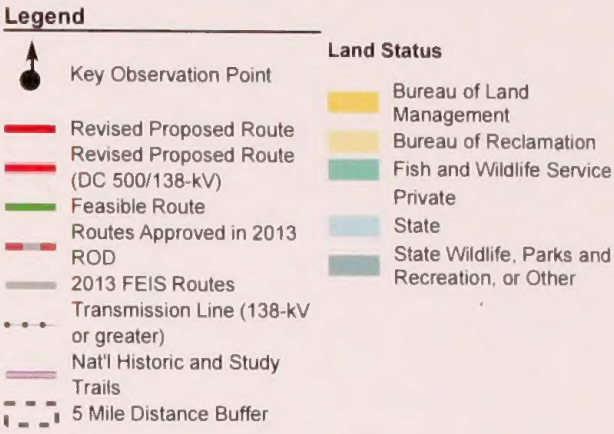 Legend
Key Observation Point
Revised Proposed Route
Revised Proposed Route
(DC 500/138-kV)
Feasible Route
Routes Approved in 2013
ROD
2013 FEIS Routes
Transmission Line (138-kV
or greater)
Nat'l Historic and Study
Trails
5 Mile Distance Buffer
Land Status
Bureau of Land
Management
Bureau of Reclamation
Fish and Wildlife Service
Private
State
State Wildlife, Parks and
Recreation, or Other